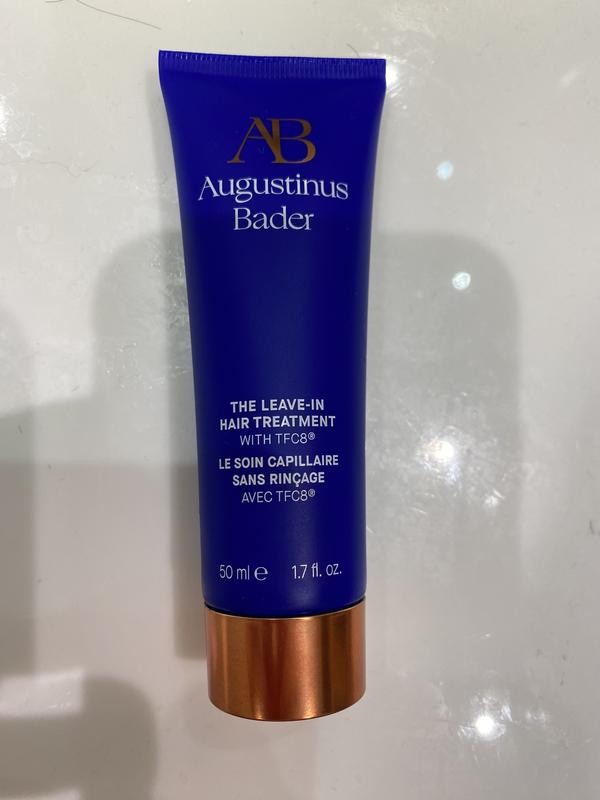 AB
Augustinus
Bader
THE LEAVE-IN
HAIR TREATMENT
WITH TFC8®
LE SOIN CAPILLAIRE
SANS RINÇAGE
AVEC TFC8®
50 ml ℮ 1.7 fl. oz.